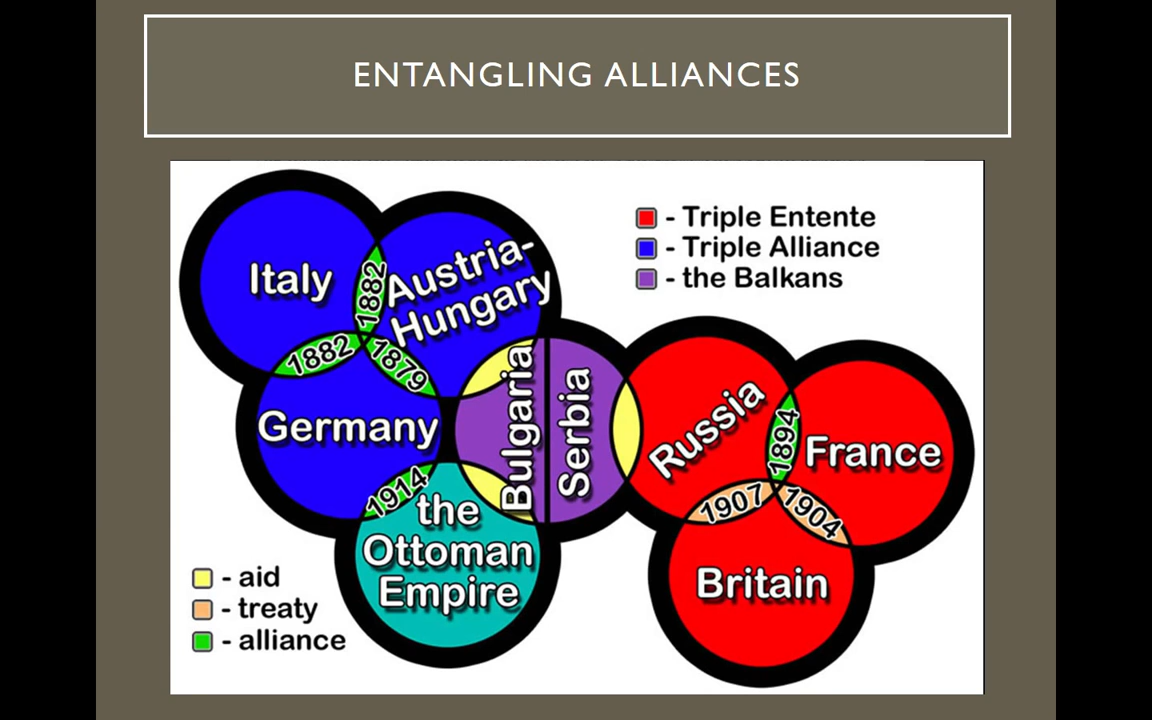 ENTANGLING ALLIANCES
- Triple Entente
- Triple Alliance
- the Balkans
Italy
1882
Austria-
Hungary
1882
1879
Germany
Bulgaria
Serbia
Russia
1894
France
1914
the
Ottoman
Empire
1907
1904
Britain
- aid
- treaty
- alliance